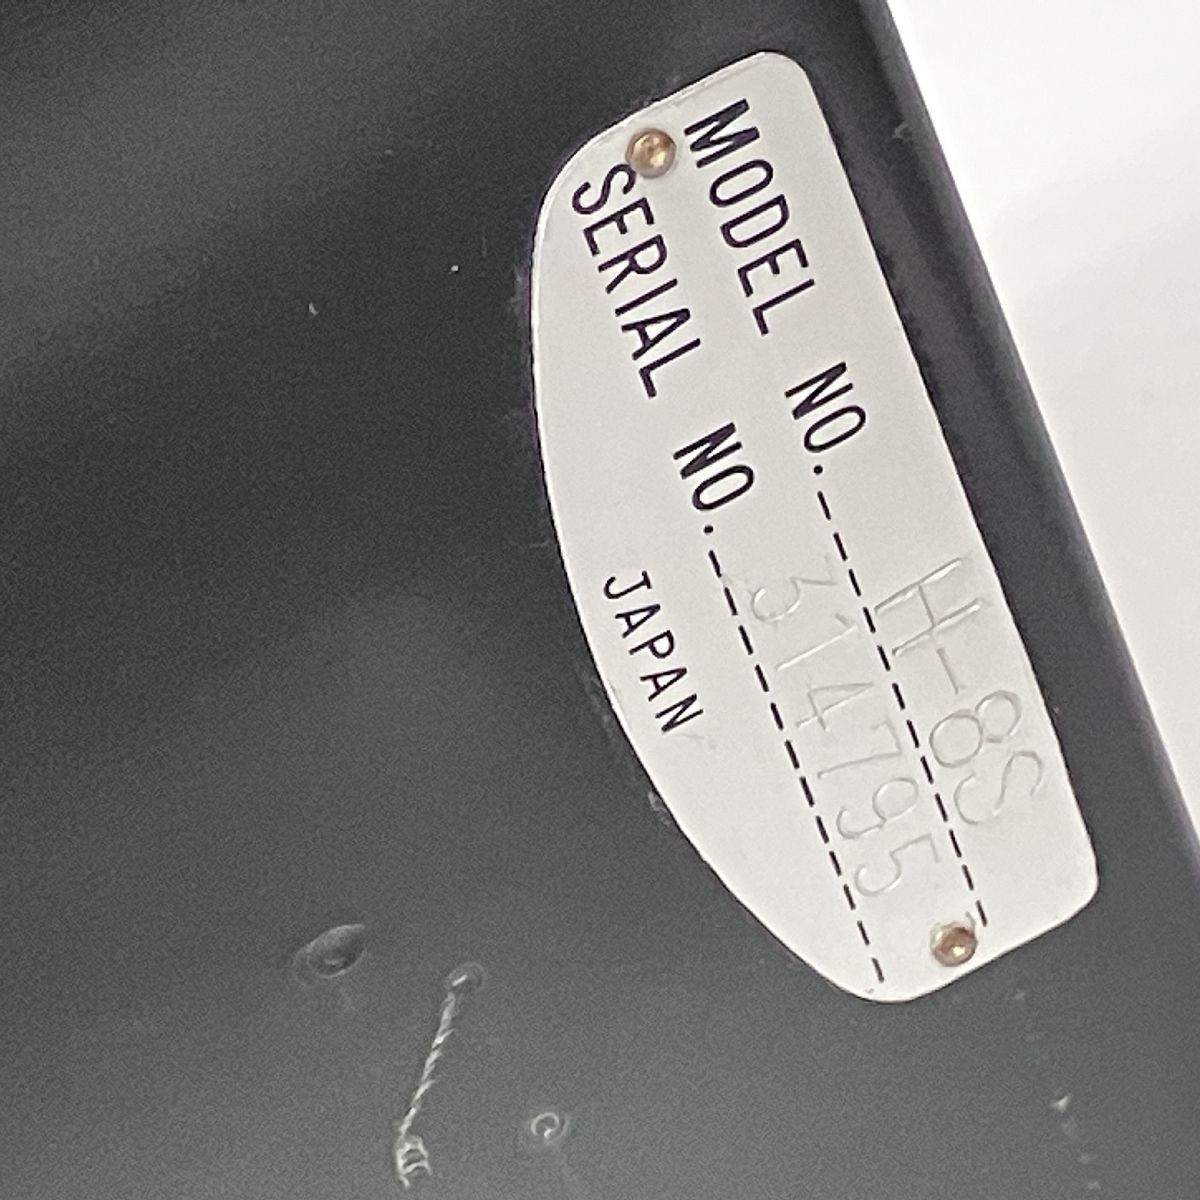 MODEL NO. H-8S
SERIAL NO. 314795
JAPAN